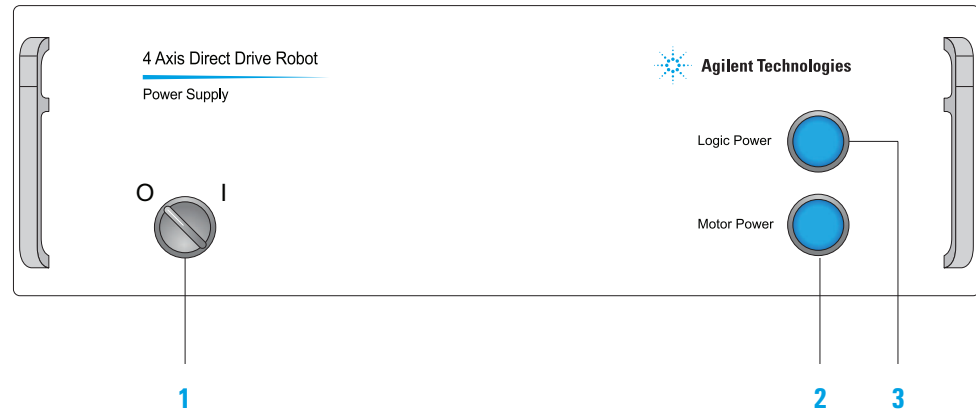 4 Axis Direct Drive Robot
Power Supply
Agilent Technologies
Logic Power
O I
Motor Power
1 2 3